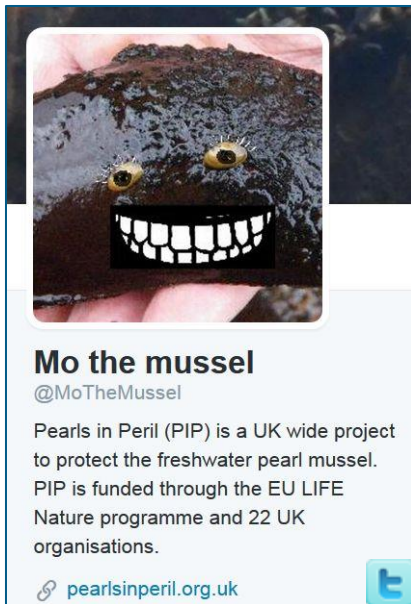 Mo the mussel
@MoTheMussel
Pearls in Peril (PIP) is a UK wide project
to protect the freshwater pearl mussel.
PIP is funded through the EU LIFE
Nature programme and 22 UK
organisations.
pearlsinperil.org.uk
t